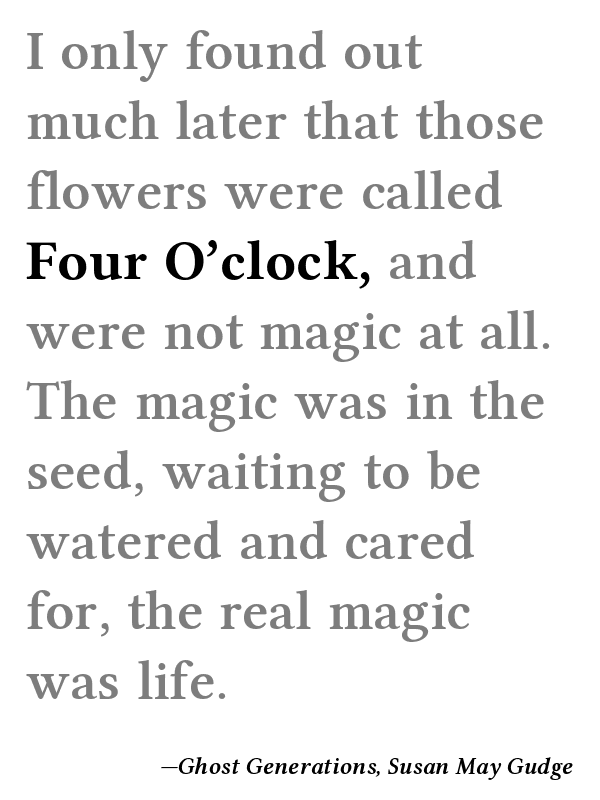 I only found out
much later that those
flowers were called
Four O’clock, and
were not magic at all.
The magic was in the
seed, waiting to be
watered and cared
for, the real magic
was life.
—Ghost Generations, Susan May Gudge